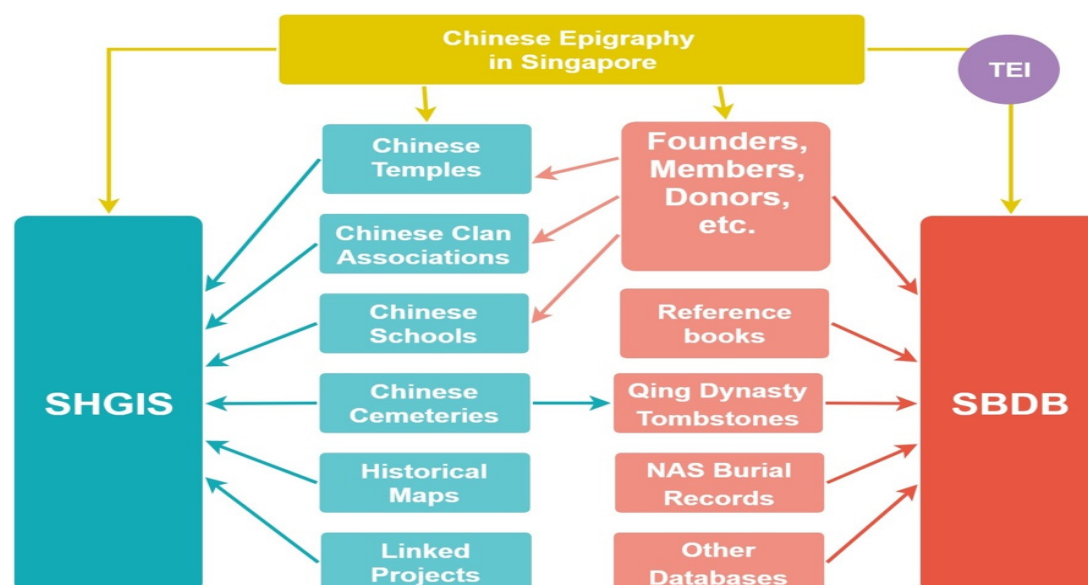 Chinese Epigraphy
in Singapore
TEI
Chinese
Temples
Founders,
Members,
Donors,
etc.
Chinese Clan
Associations
Chinese
Schools
Reference
books
SHGIS
Chinese
Cemeteries
Qing Dynasty
Tombstones
SBDB
Historical
Maps
NAS Burial
Records
Linked
Projects
Other
Databases